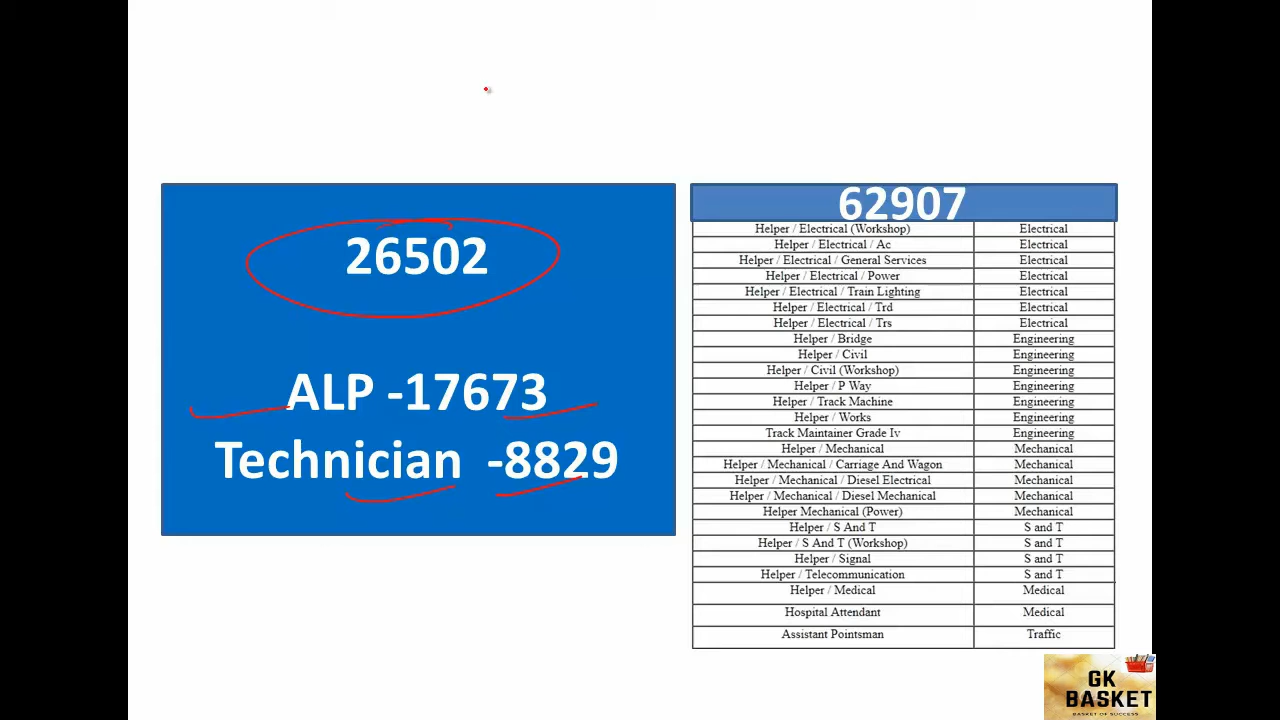 26502
ALP -17673
Technician -8829
62907
Helper / Electrical (Workshop) Electrical
Helper / Electrical / Ac Electrical
Helper / Electrical / General Services Electrical
Helper / Electrical / Power Electrical
Helper / Electrical / Train Lighting Electrical
Helper / Electrical / Trd Electrical
Helper / Electrical / Trs Electrical
Helper / Bridge Engineering
Helper / Civil Engineering
Helper / Civil (Workshop) Engineering
Helper / P Way Engineering
Helper / Track Machine Engineering
Helper / Works Engineering
Track Maintainer Grade Iv Engineering
Helper / Mechanical Mechanical
Helper / Mechanical / Carriage And Wagon Mechanical
Helper / Mechanical / Diesel Electrical Mechanical
Helper / Mechanical / Diesel Mechanical Mechanical
Helper Mechanical (Power) Mechanical
Helper / S And T S and T
Helper / S And T (Workshop) S and T
Helper / Signal S and T
Helper / Telecommunication S and T
Helper / Medical Medical
Hospital Attendant Medical
Assistant Pointsman Traffic
GK
BASKET
BASKET OF SUCCESS